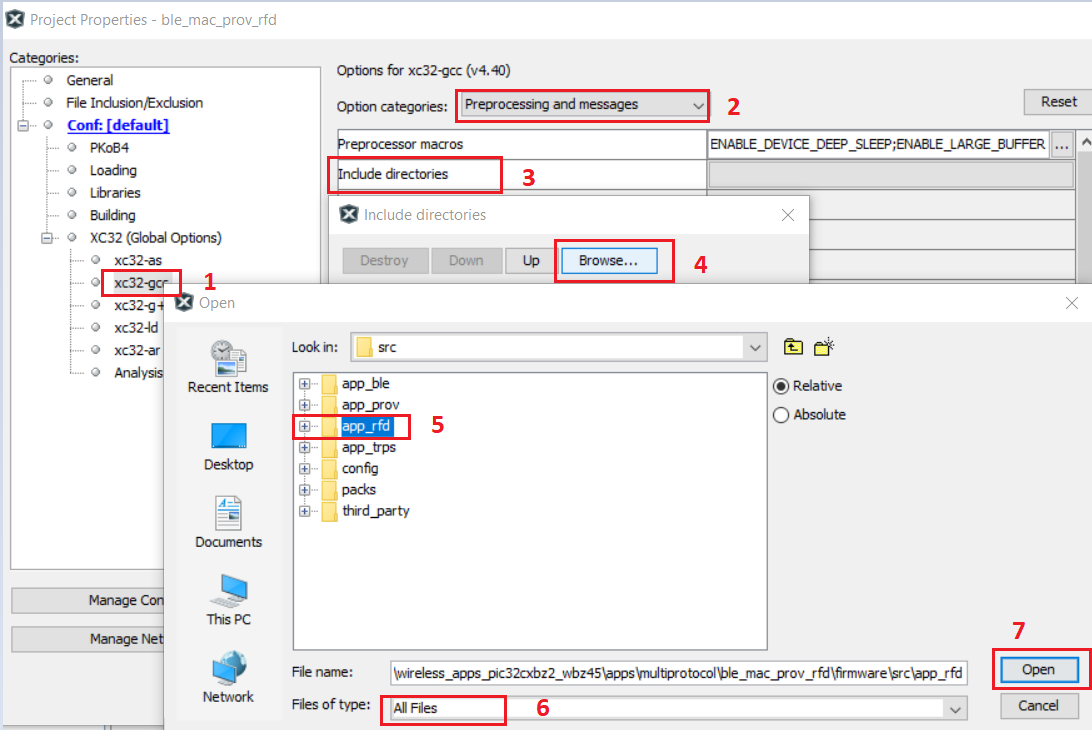 Project Properties - ble_mac_prov_rfd
Categories:
General
File Inclusion/Exclusion
Conf: [default]
PKoB4
Loading
Libraries
Building
XC32 (Global Options)
xc32-as
xc32-gcc
1
xc32-g+
xc32-ld
xc32-ar
Analysis
Manage Con
Manage Net
Options for xc32-gcc (v4.40)
Option categories: Preprocessing and messages 2
Reset
Preprocessor macros ENABLE_DEVICE_DEEP_SLEEP;ENABLE_LARGE_BUFFER ...
Include directories 3
Include directories
Destroy Down Up Browse... 4
Open
Look in: src
Recent Items
Desktop
Documents
This PC
Network
app_ble
app_prov
app_rfd 5
app_trps
config
packs
third_party
Relative
Absolute
File name: \wireless_apps_pic32cxbz2_wbz45\apps\multiprotocol\ble_mac_prov_rfd\firmware\src\app_rfd
Files of type: All Files 6
7
Open
Cancel